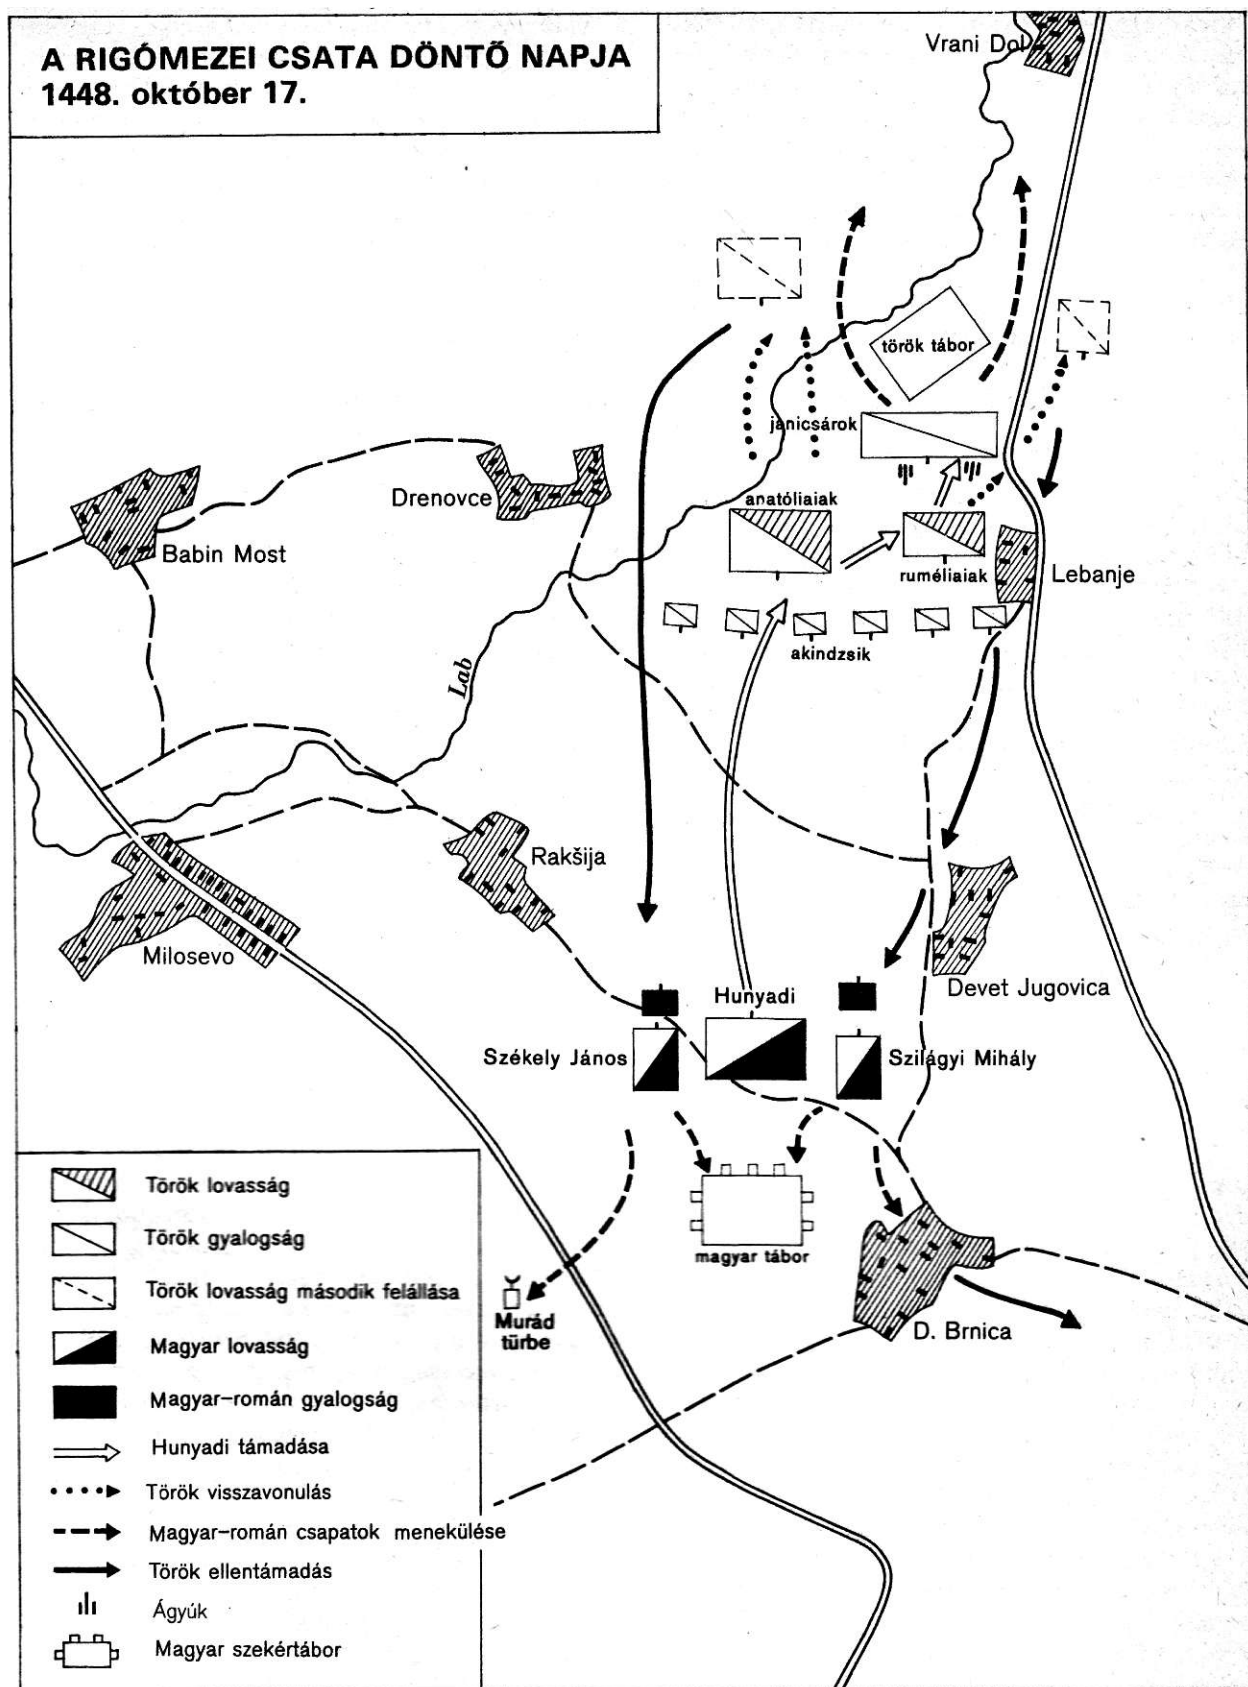 A RIGÓMEZEI CSATA DÖNTŐ NAPJA
1448. október 17.
Vrani Dol
török tábor
janicsárok
Drenovce
anatóliaiak
Babin Most
ruméliaiak
Lebanje
akindzsik
Lab
Rakšija
Milosevo
Devet Jugovica
Hunyadi
Székely János
Szilágyi Mihály
magyar tábor
Murád
türbe
D. Brnica
Török lovasság
Török gyalogság
Török lovasság második felállása
Magyar lovasság
Magyar–román gyalogság
Hunyadi támadása
Török visszavonulás
Magyar–román csapatok menekülése
Török ellentámadás
Ágyúk
Magyar szekértábor